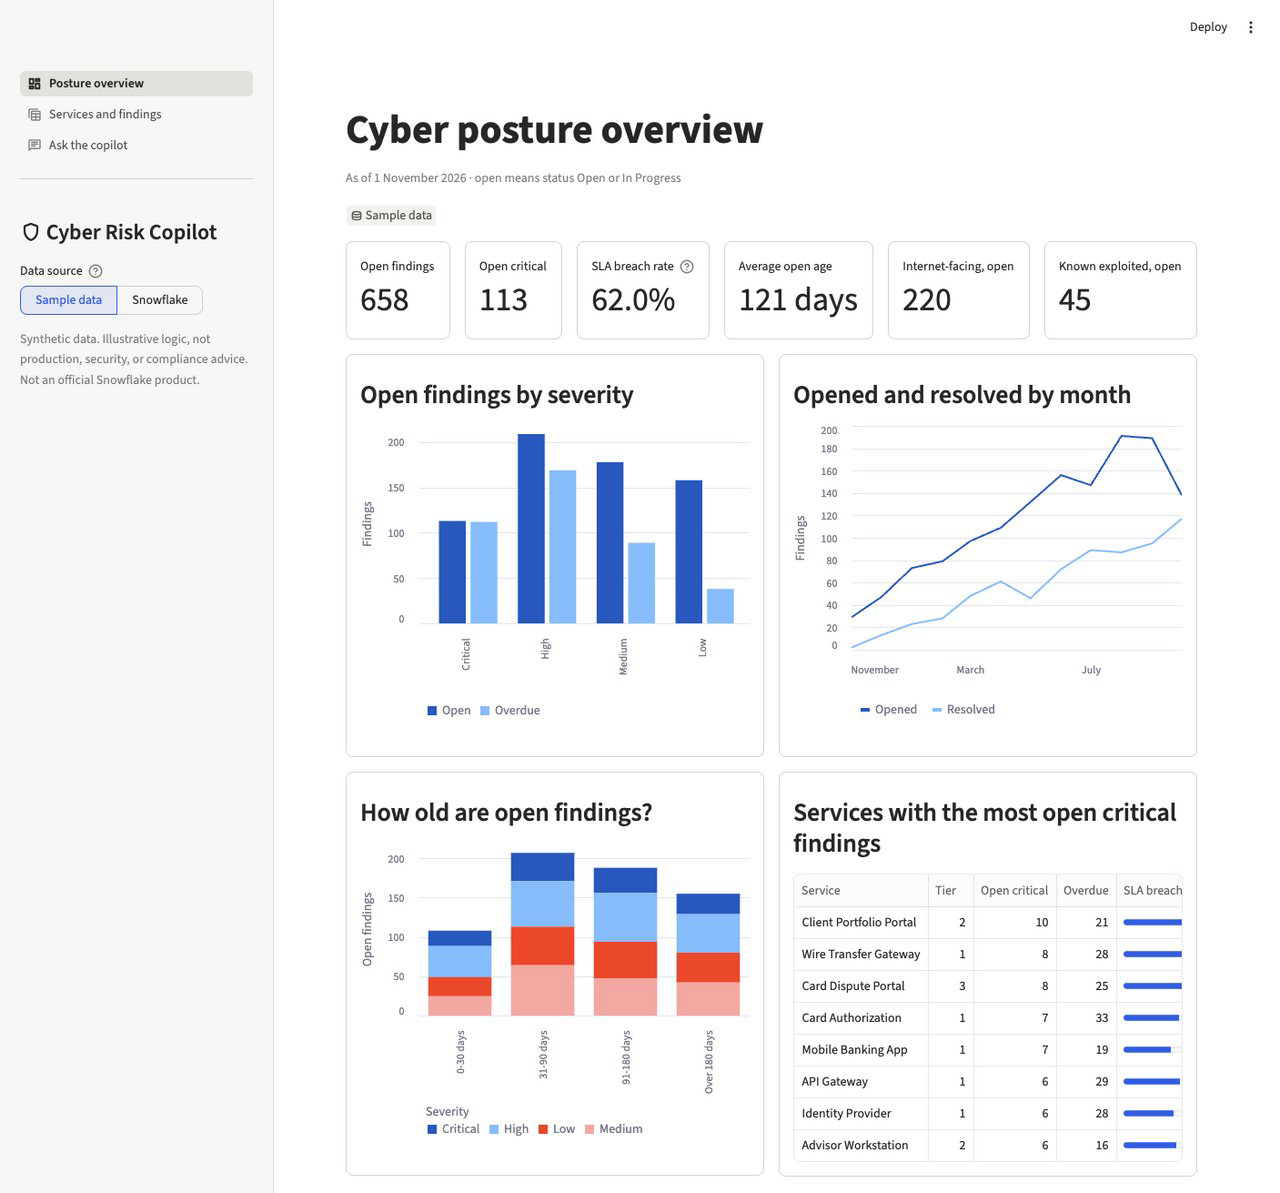 Deploy
Posture overview
Services and findings
Ask the copilot
Cyber Risk Copilot
Data source
Sample data
Snowflake
Synthetic data. Illustrative logic, not
production, security, or compliance advice.
Not an official Snowflake product.
Cyber posture overview
As of 1 November 2026 · open means status Open or In Progress
Sample data
Open findings
658
Open critical
113
SLA breach rate
62.0%
Average open age
121 days
Internet-facing, open
220
Known exploited, open
45
Open findings by severity
Findings
200
150
100
50
0
Critical
High
Medium
Low
Open
Overdue
Opened and resolved by month
Findings
200
180
160
140
120
100
80
60
40
20
0
November
March
July
Opened
Resolved
How old are open findings?
Open findings
200
150
100
50
0
0-30 days
31-90 days
91-180 days
Over 180 days
Severity
Critical
High
Low
Medium
Services with the most open critical
findings
Service Tier Open critical Overdue SLA breach
Client Portfolio Portal 2 10 21
Wire Transfer Gateway 1 8 28
Card Dispute Portal 3 8 25
Card Authorization 1 7 33
Mobile Banking App 1 7 19
API Gateway 1 6 29
Identity Provider 1 6 28
Advisor Workstation 2 6 16